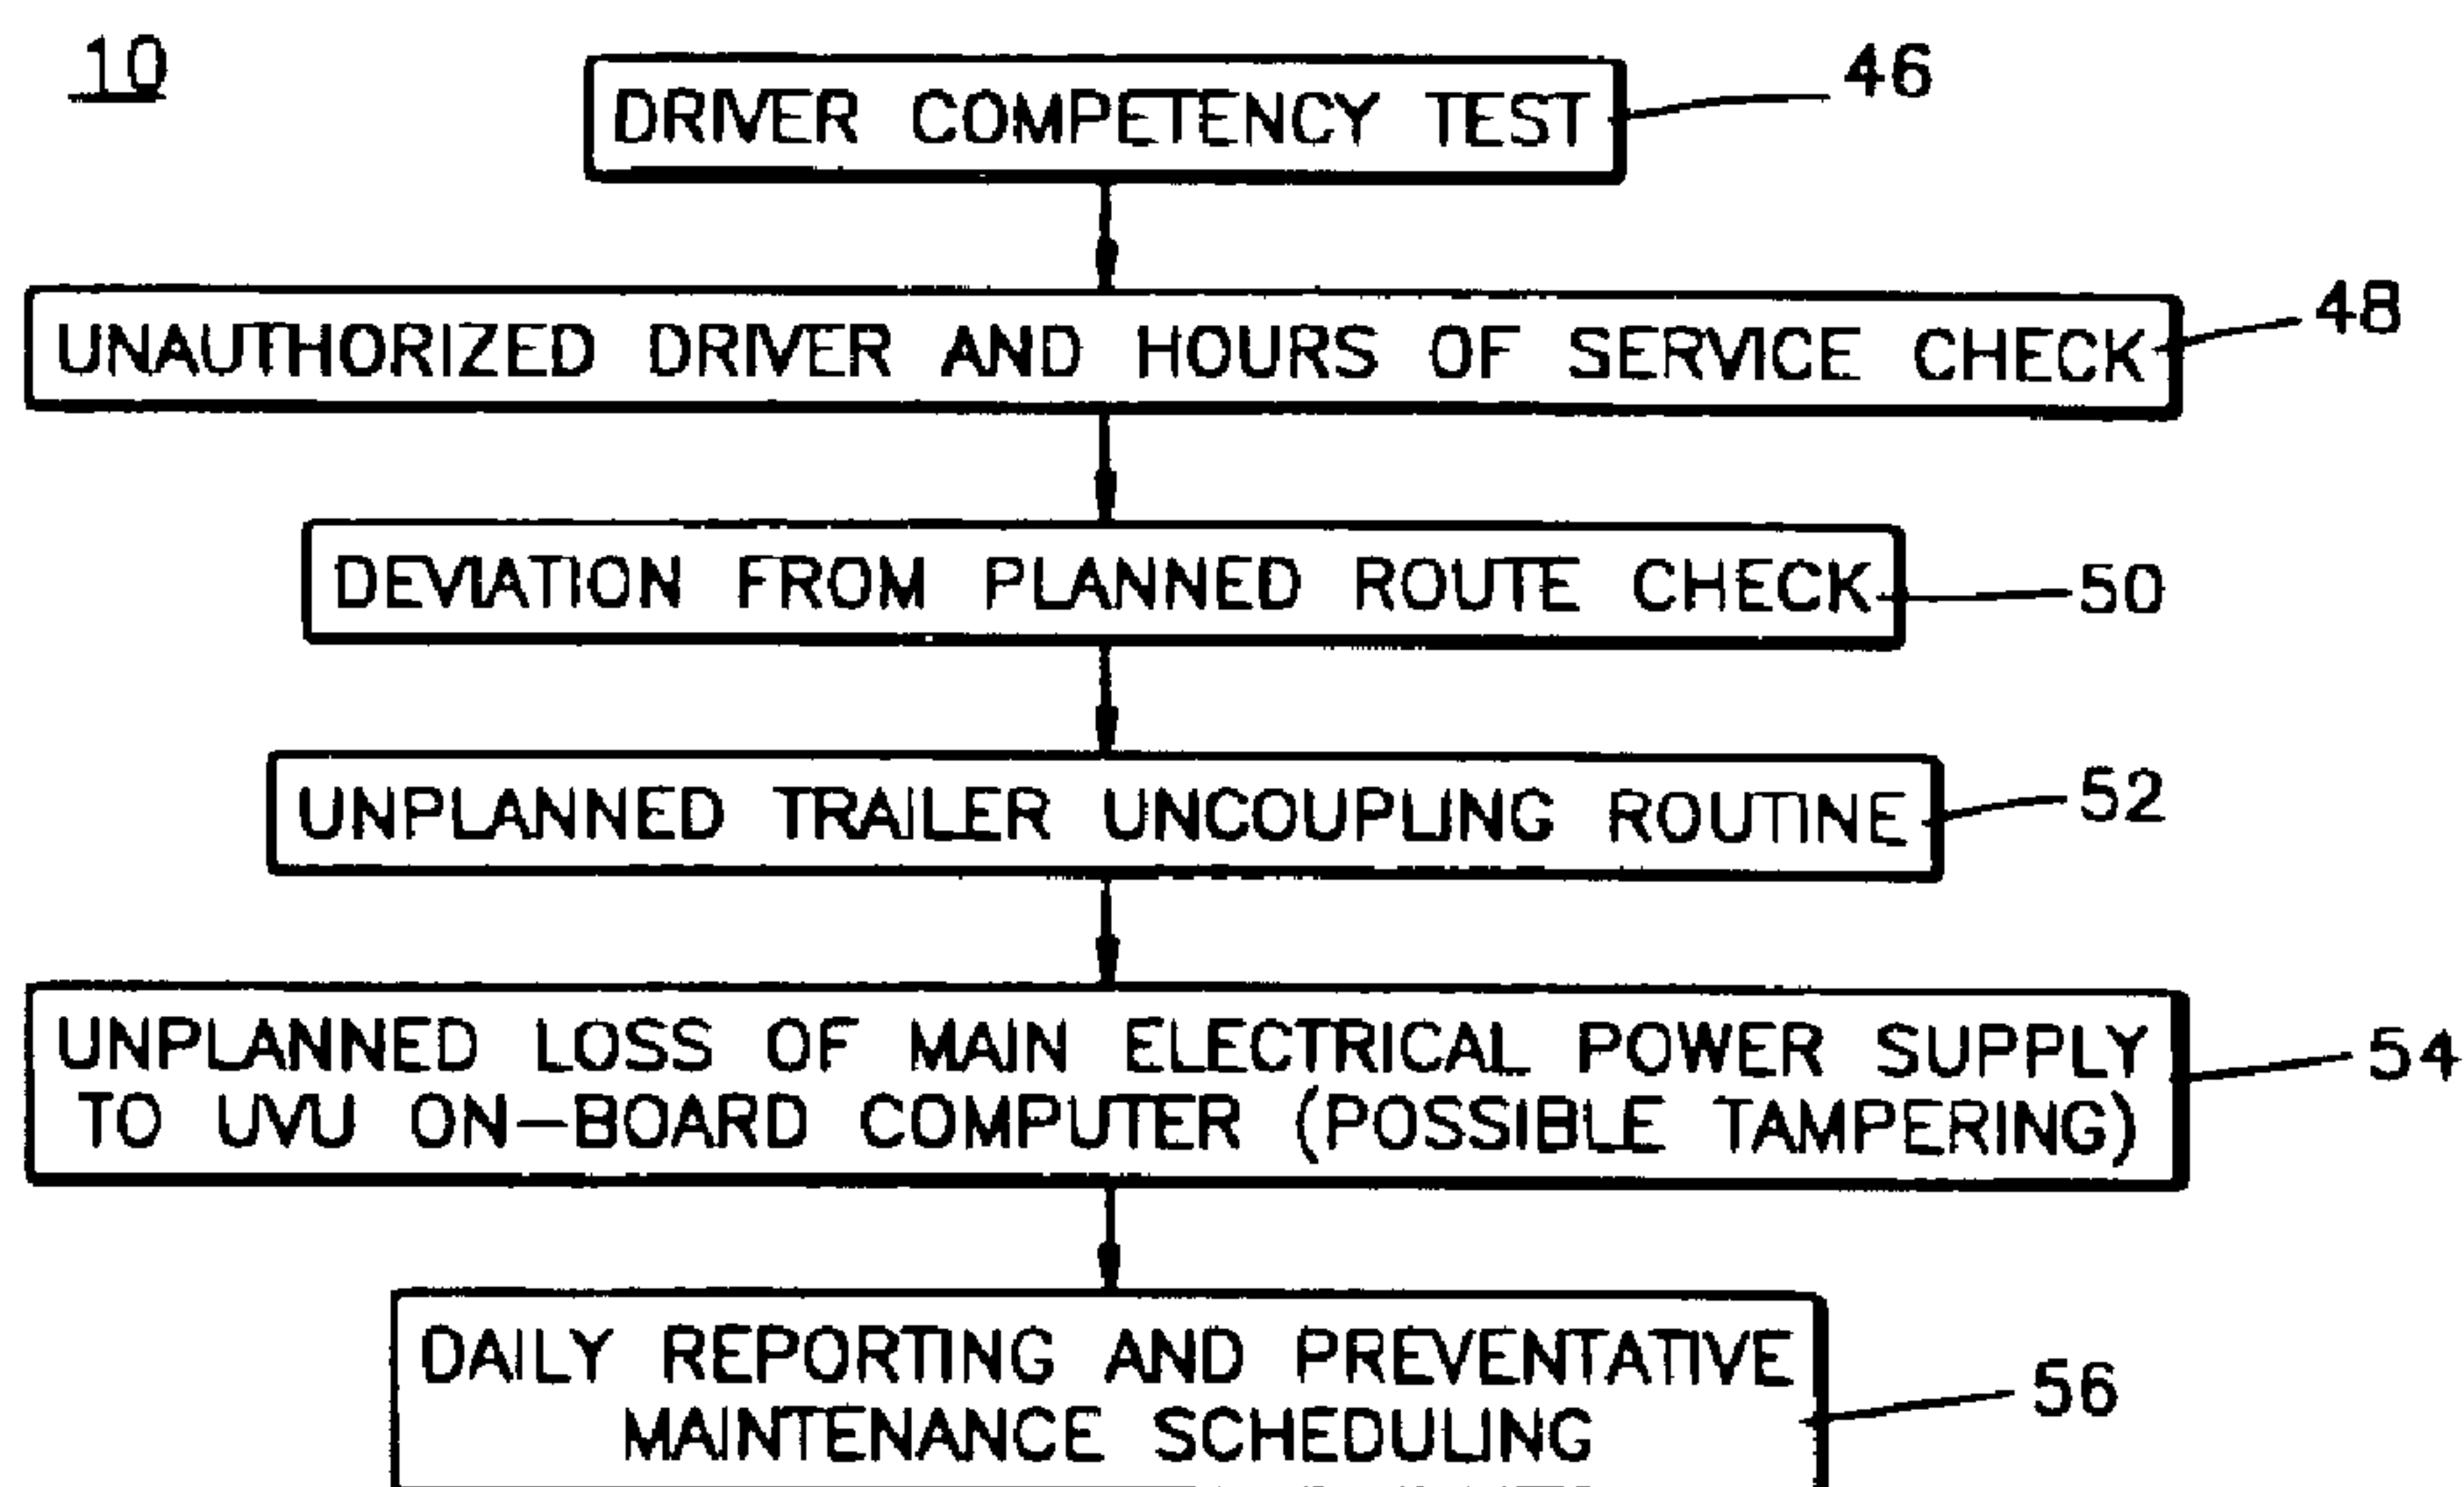 10
DRIVER COMPETENCY TEST
46
UNAUTHORIZED DRIVER AND HOURS OF SERVICE CHECK
48
DEVIATION FROM PLANNED ROUTE CHECK
50
UNPLANNED TRAILER UNCOUPLING ROUTINE
52
UNPLANNED LOSS OF MAIN ELECTRICAL POWER SUPPLY
TO UVU ON-BOARD COMPUTER (POSSIBLE TAMPERING)
54
DAILY REPORTING AND PREVENTATIVE
MAINTENANCE SCHEDULING
56